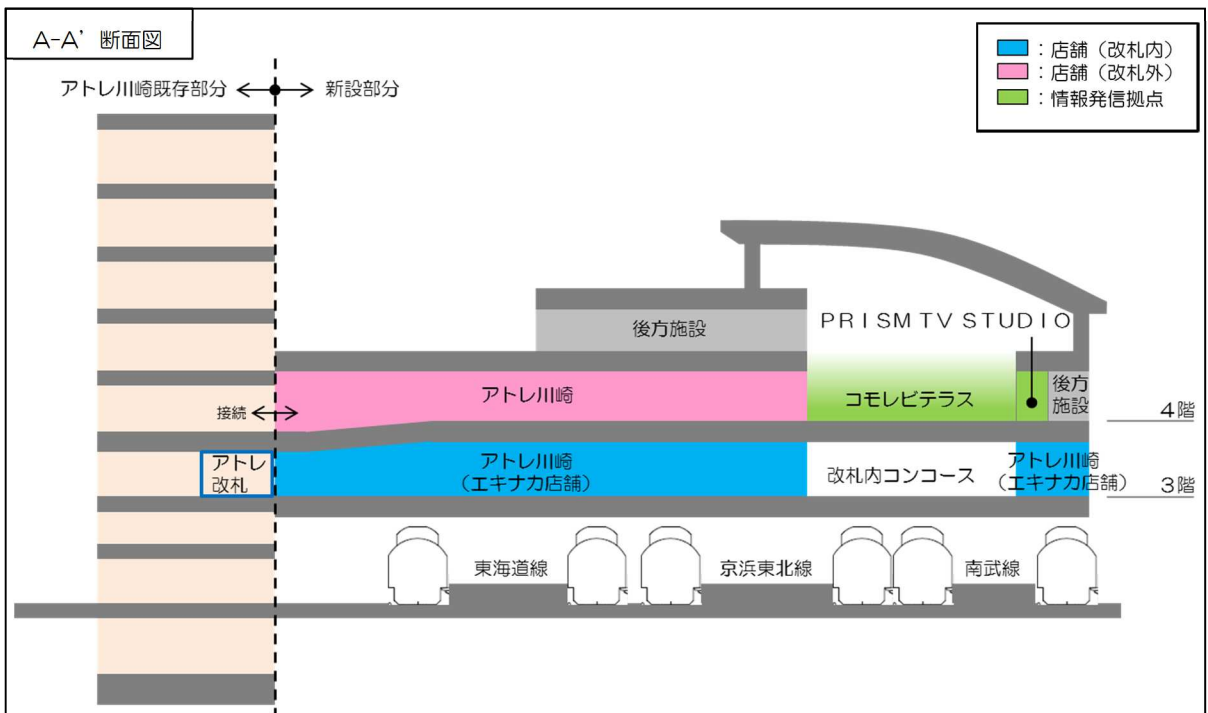 A-A’ 断面図
アトレ川崎既存部分
新設部分
：店舗（改札内）
：店舗（改札外）
：情報発信拠点
後方施設
ＰＲＩＳＭ ＴＶ ＳＴＵＤＩＯ
アトレ川崎
コモレビテラス
後方
施設
接続
4階
アトレ
改札
アトレ川崎
（エキナカ店舗）
改札内コンコース
アトレ川崎
（エキナカ店舗）
3階
東海道線
京浜東北線
南武線